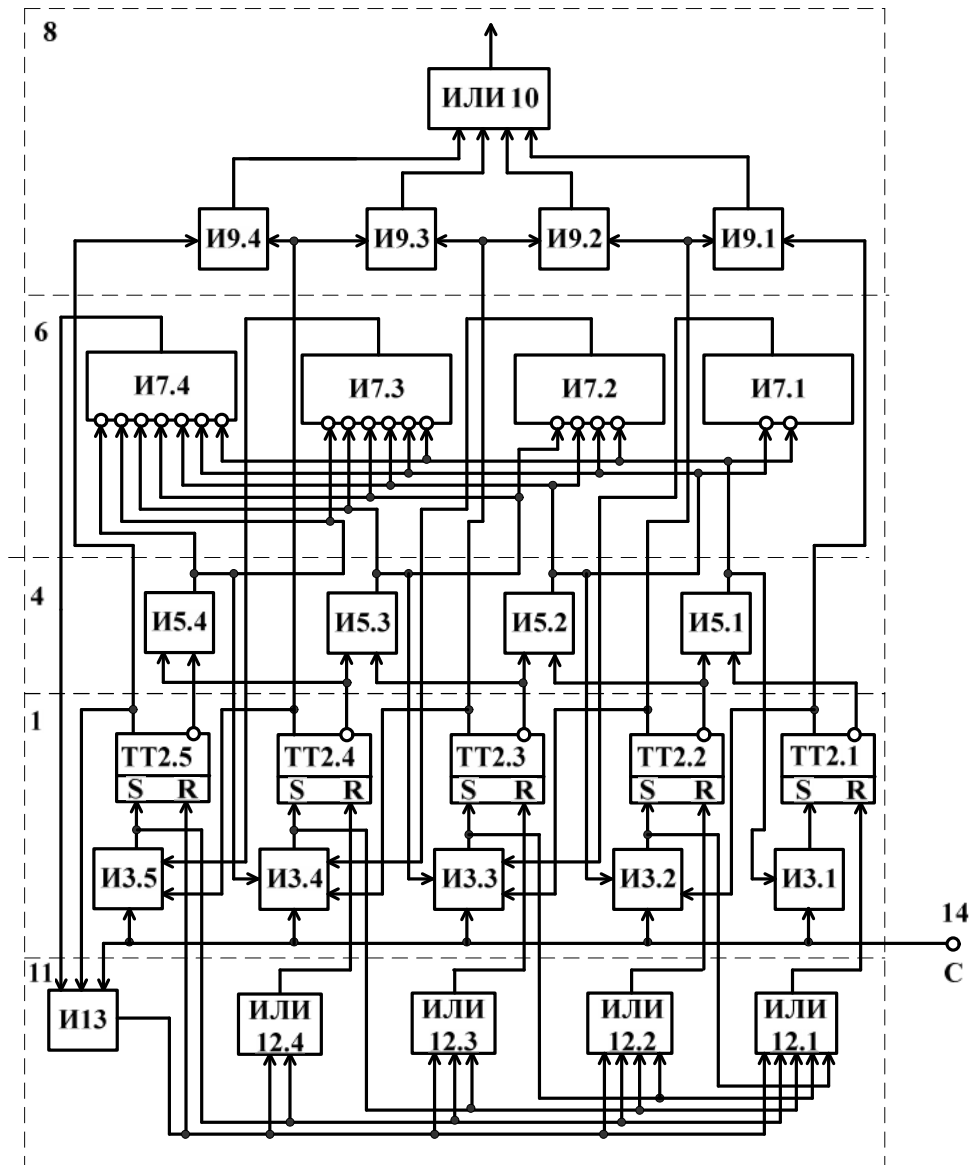 8
ИЛИ 10
И9.4 И9.3 И9.2 И9.1
6
И7.4 И7.3 И7.2 И7.1
4
И5.4 И5.3 И5.2 И5.1
1
ТТ2.5 ТТ2.4 ТТ2.3 ТТ2.2 ТТ2.1
S R S R S R S R S R
И3.5 И3.4 И3.3 И3.2 И3.1
14
C
11
И13
ИЛИ 12.4 ИЛИ 12.3 ИЛИ 12.2 ИЛИ 12.1